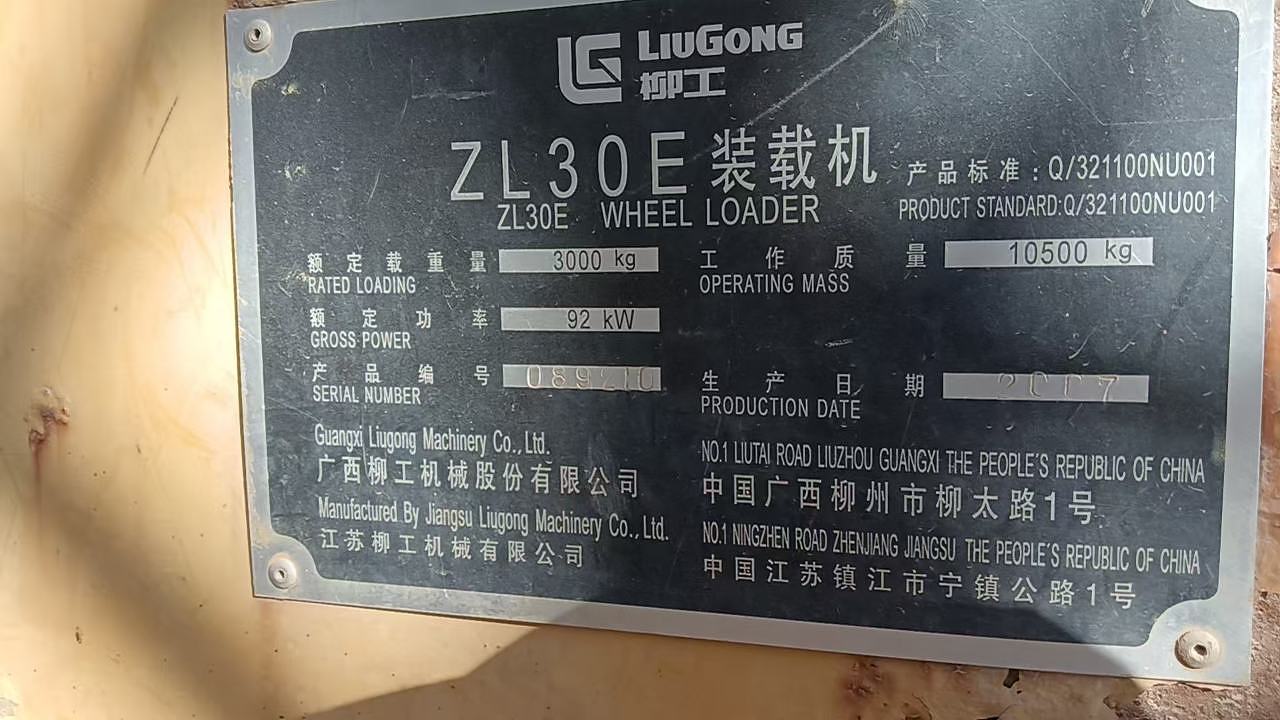 LG LIUGONG
柳工
ZL30E 装载机
ZL30E WHEEL LOADER
产品标准：Q/321100NU001
PRODUCT STANDARD:Q/321100NU001
额定载重量 3000 kg
RATED LOADING
工作质量 10500 kg
OPERATING MASS
额定功率 92 kW
GROSS POWER
产品编号 089210
SERIAL NUMBER
生产日期 2007
PRODUCTION DATE
Guangxi Liugong Machinery Co.,Ltd.
广西柳工机械股份有限公司
Manufactured By Jiangsu Liugong Machinery Co.,Ltd.
江苏柳工机械有限公司
NO.1 LIUTAI ROAD LIUZHOU GUANGXI THE PEOPLE'S REPUBLIC OF CHINA
中国广西柳州市柳太路1号
NO.1 NINGZHEN ROAD ZHENJIANG JIANGSU THE PEOPLE'S REPUBLIC OF CHINA
中国江苏镇江市宁镇公路1号